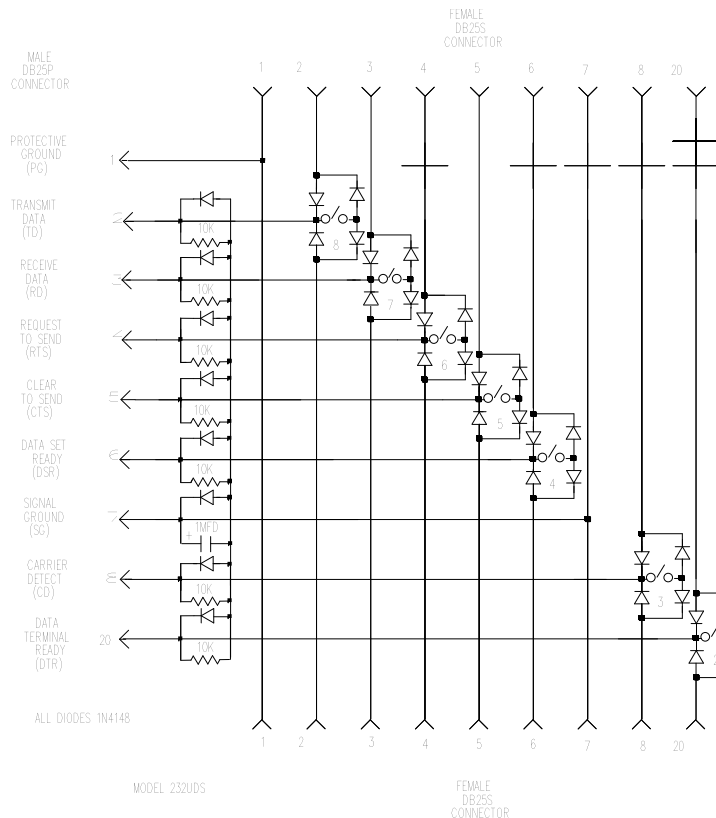 FEMALE
DB25S
CONNECTOR
MALE
DB25P
CONNECTOR
1 2 3 4 5 6 7 8 20
PROTECTIVE
GROUND
(PG)
1
TRANSMIT
DATA
(TD)
2
10K
8
RECEIVE
DATA
(RD)
3
10K
7
REQUEST
TO SEND
(RTS)
4
10K
6
CLEAR
TO SEND
(CTS)
5
10K
5
DATA SET
READY
(DSR)
6
10K
4
SIGNAL
GROUND
(SG)
7
+ 1MFD
CARRIER
DETECT
(CD)
8
10K
3
DATA
TERMINAL
READY
(DTR)
20
10K
2
ALL DIODES 1N4148
1 2 3 4 5 6 7 8 20
MODEL 232UDS
FEMALE
DB25S
CONNECTOR